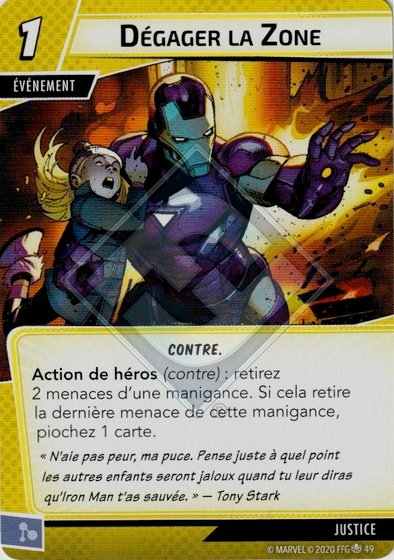 1
DÉGAGER LA ZONE
ÉVÉNEMENT
CONTRE.
Action de héros (contre) : retirez
2 menaces d'une manigance. Si cela retire
la dernière menace de cette manigance,
piochez 1 carte.
« N'aie pas peur, ma puce. Pense juste à quel point
les autres enfants seront jaloux quand tu leur diras
qu'Iron Man t'as sauvée. » — Tony Stark
JUSTICE
© MARVEL © 2020 FFG 49